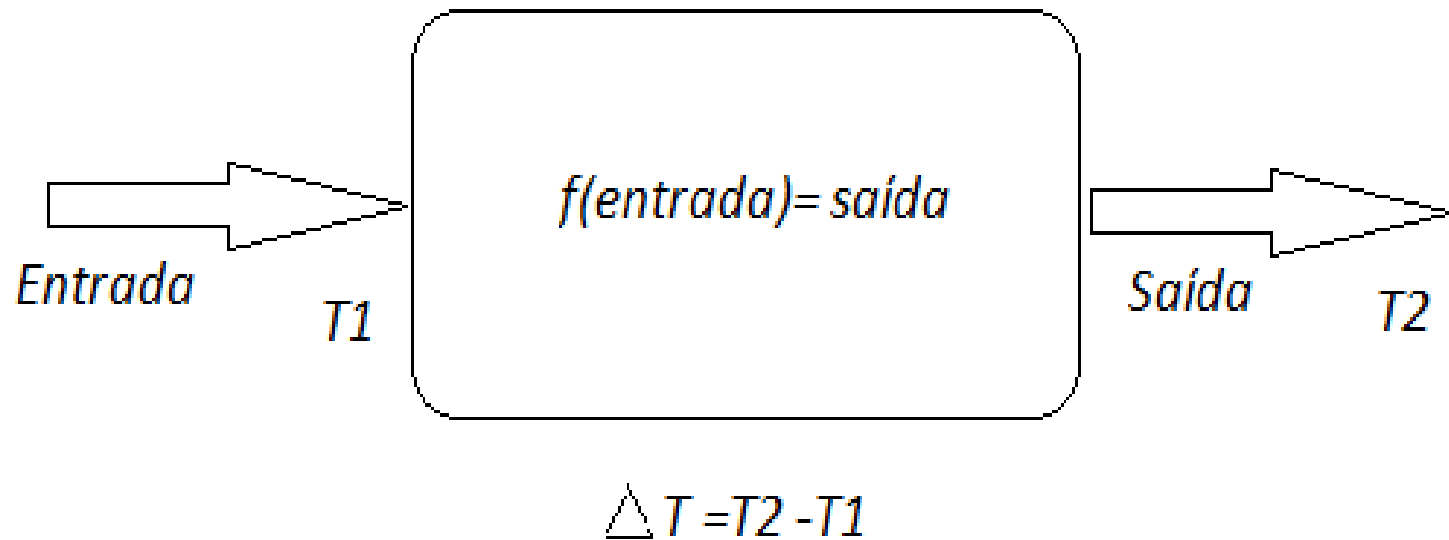 f(entrada)= saída
Entrada
T1
Saída
T2
△ T =T2 -T1